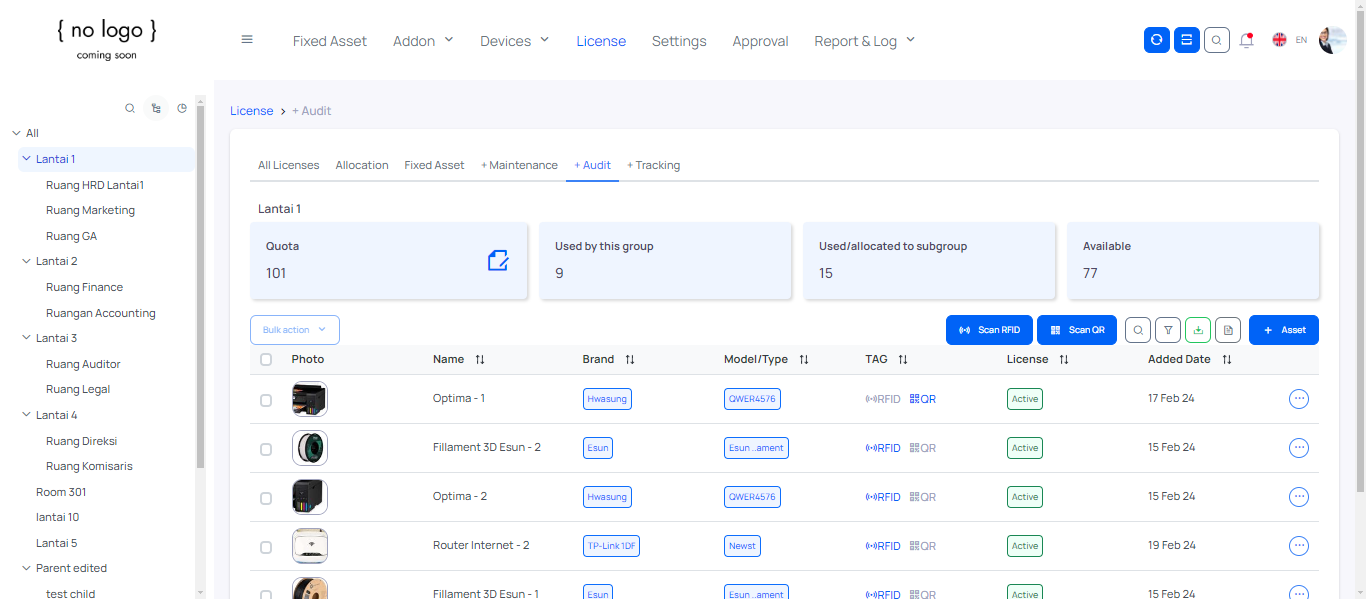 { no logo }
coming soon
Fixed Asset
Addon
Devices
License
Settings
Approval
Report & Log
EN
All
Lantai 1
Ruang HRD Lantai1
Ruang Marketing
Ruang GA
Lantai 2
Ruang Finance
Ruangan Accounting
Lantai 3
Ruang Auditor
Ruang Legal
Lantai 4
Ruang Direksi
Ruang Komisaris
Room 301
lantai 10
Lantai 5
Parent edited
test child
License > + Audit
All Licenses
Allocation
Fixed Asset
+ Maintenance
+ Audit
+ Tracking
Lantai 1
Quota
101
Used by this group
9
Used/allocated to subgroup
15
Available
77
Bulk action
Scan RFID
Scan QR
+ Asset
Photo Name Brand Model/Type TAG License Added Date
Optima - 1 Hwasung QWER4576 RFID QR Active 17 Feb 24
Fillament 3D Esun - 2 Esun Esun ..ament RFID QR Active 15 Feb 24
Optima - 2 Hwasung QWER4576 RFID QR Active 15 Feb 24
Router Internet - 2 TP-Link 1DF Newst RFID QR Active 19 Feb 24
Fillament 3D Esun - 1 Esun Esun ..ament RFID QR Active 15 Feb 24